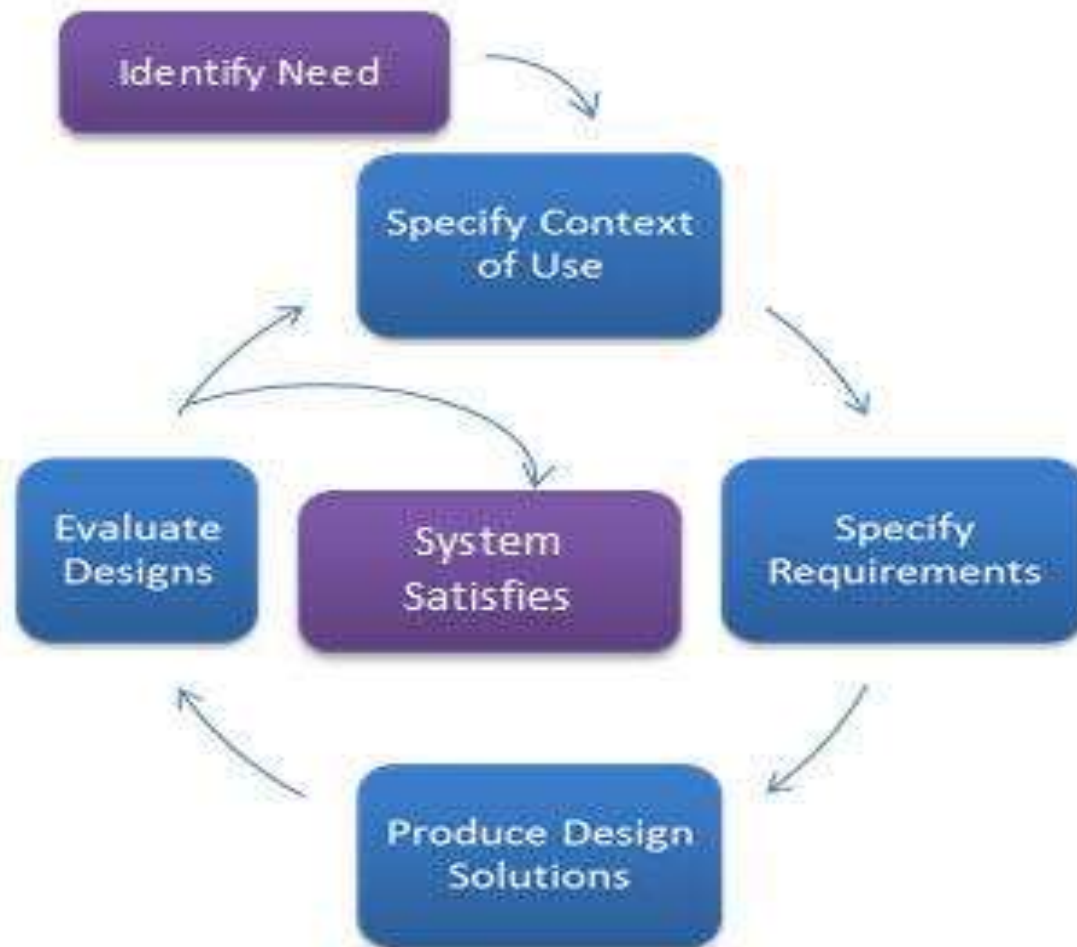 Identify Need
Specify Context
of Use
Evaluate
Designs
System
Satisfies
Specify
Requirements
Produce Design
Solutions